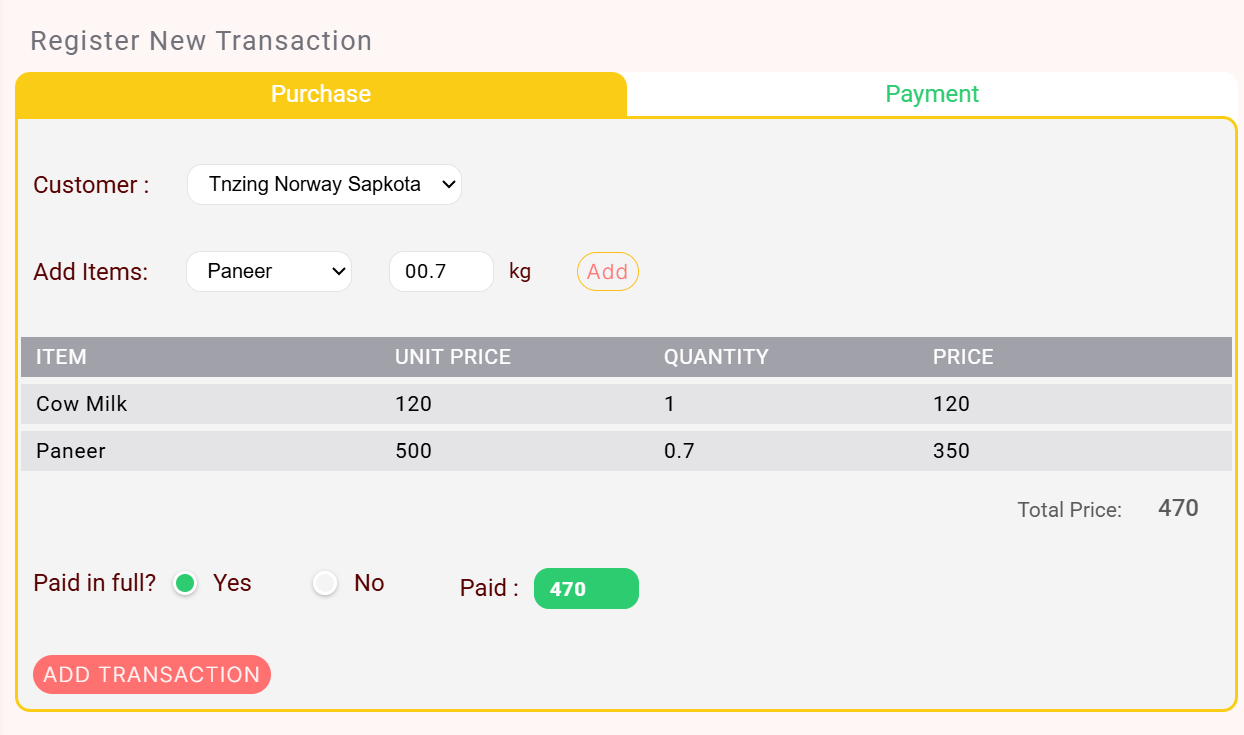 Register New Transaction
Purchase Payment
Customer : Tnzing Norway Sapkota
Add Items: Paneer 00.7 kg Add
ITEM UNIT PRICE QUANTITY PRICE
Cow Milk 120 1 120
Paneer 500 0.7 350
Total Price: 470
Paid in full? Yes No Paid : 470
ADD TRANSACTION